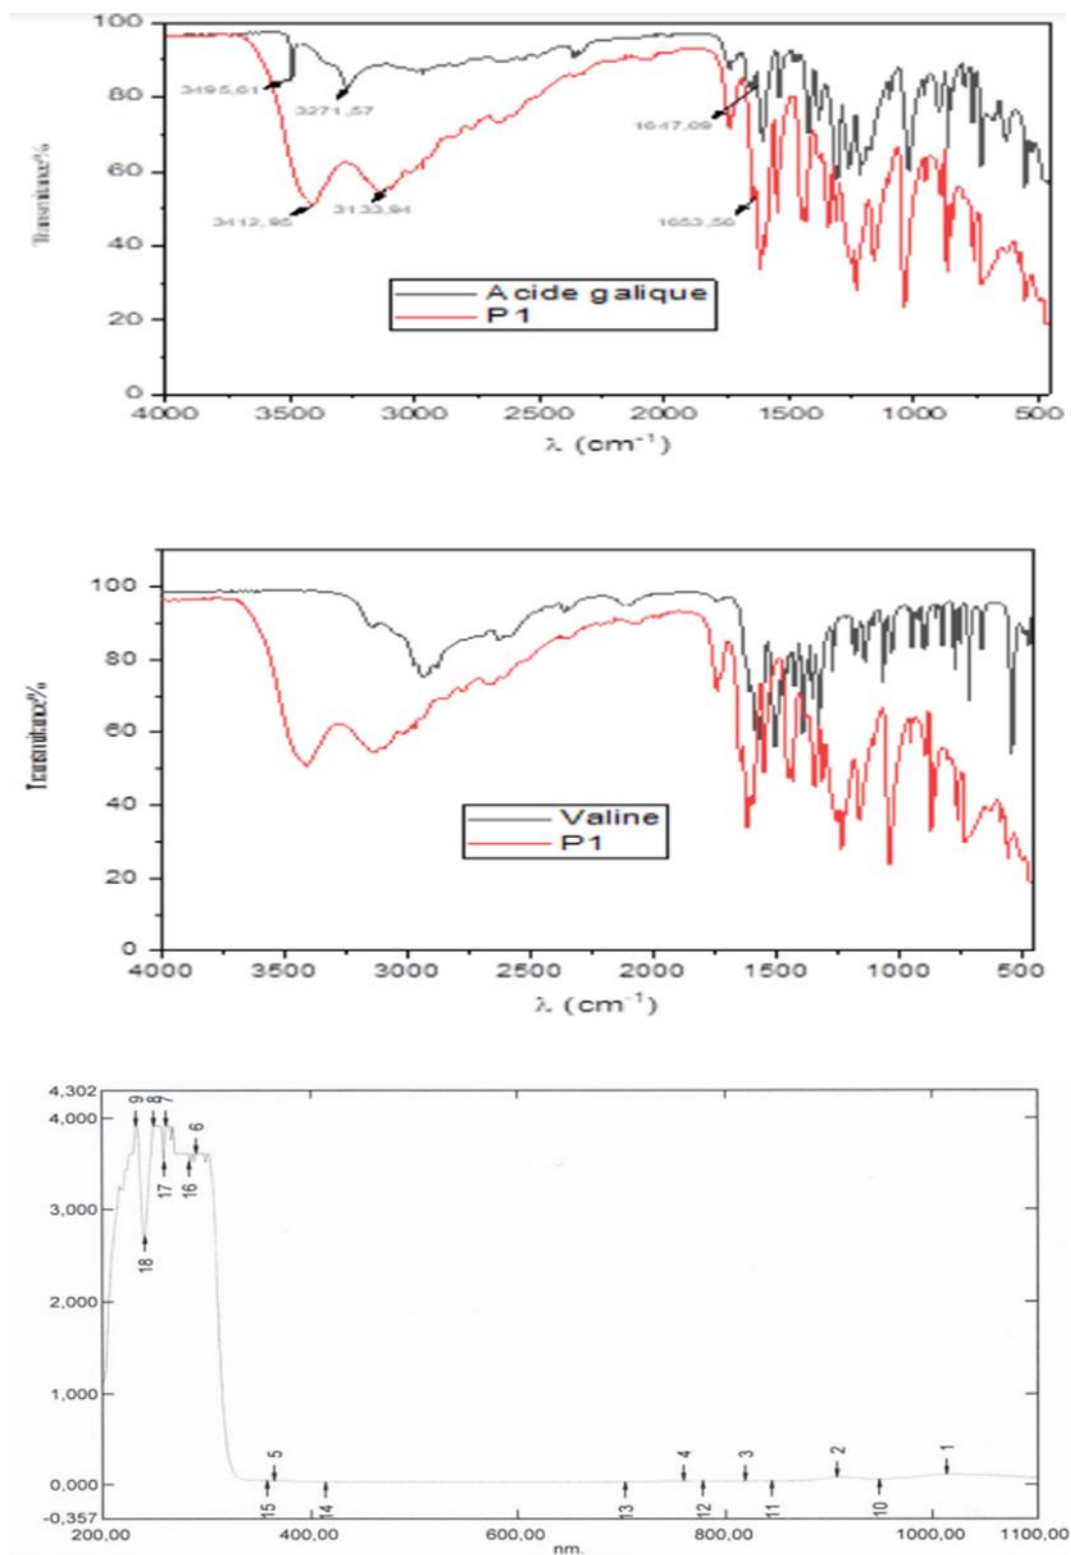 100
80
60
40
20
0
Transmitance%
3495,61
3271,57
1647,09
3412,95
3133,94
1653,56
Acide galique
P1
4000 3500 3000 2500 2000 1500 1000 500
λ (cm-1)
100
80
60
40
20
0
Transmitance%
Valine
P1
4000 3500 3000 2500 2000 1500 1000 500
λ (cm-1)
4,302
4,000
3,000
2,000
1,000
0,000
-0,357
9 8 7
6
17 16
18
5 4 3 2 1
15 14 13 12 11 10
200,00 400,00 600,00 800,00 1000,00 1100,00
nm.